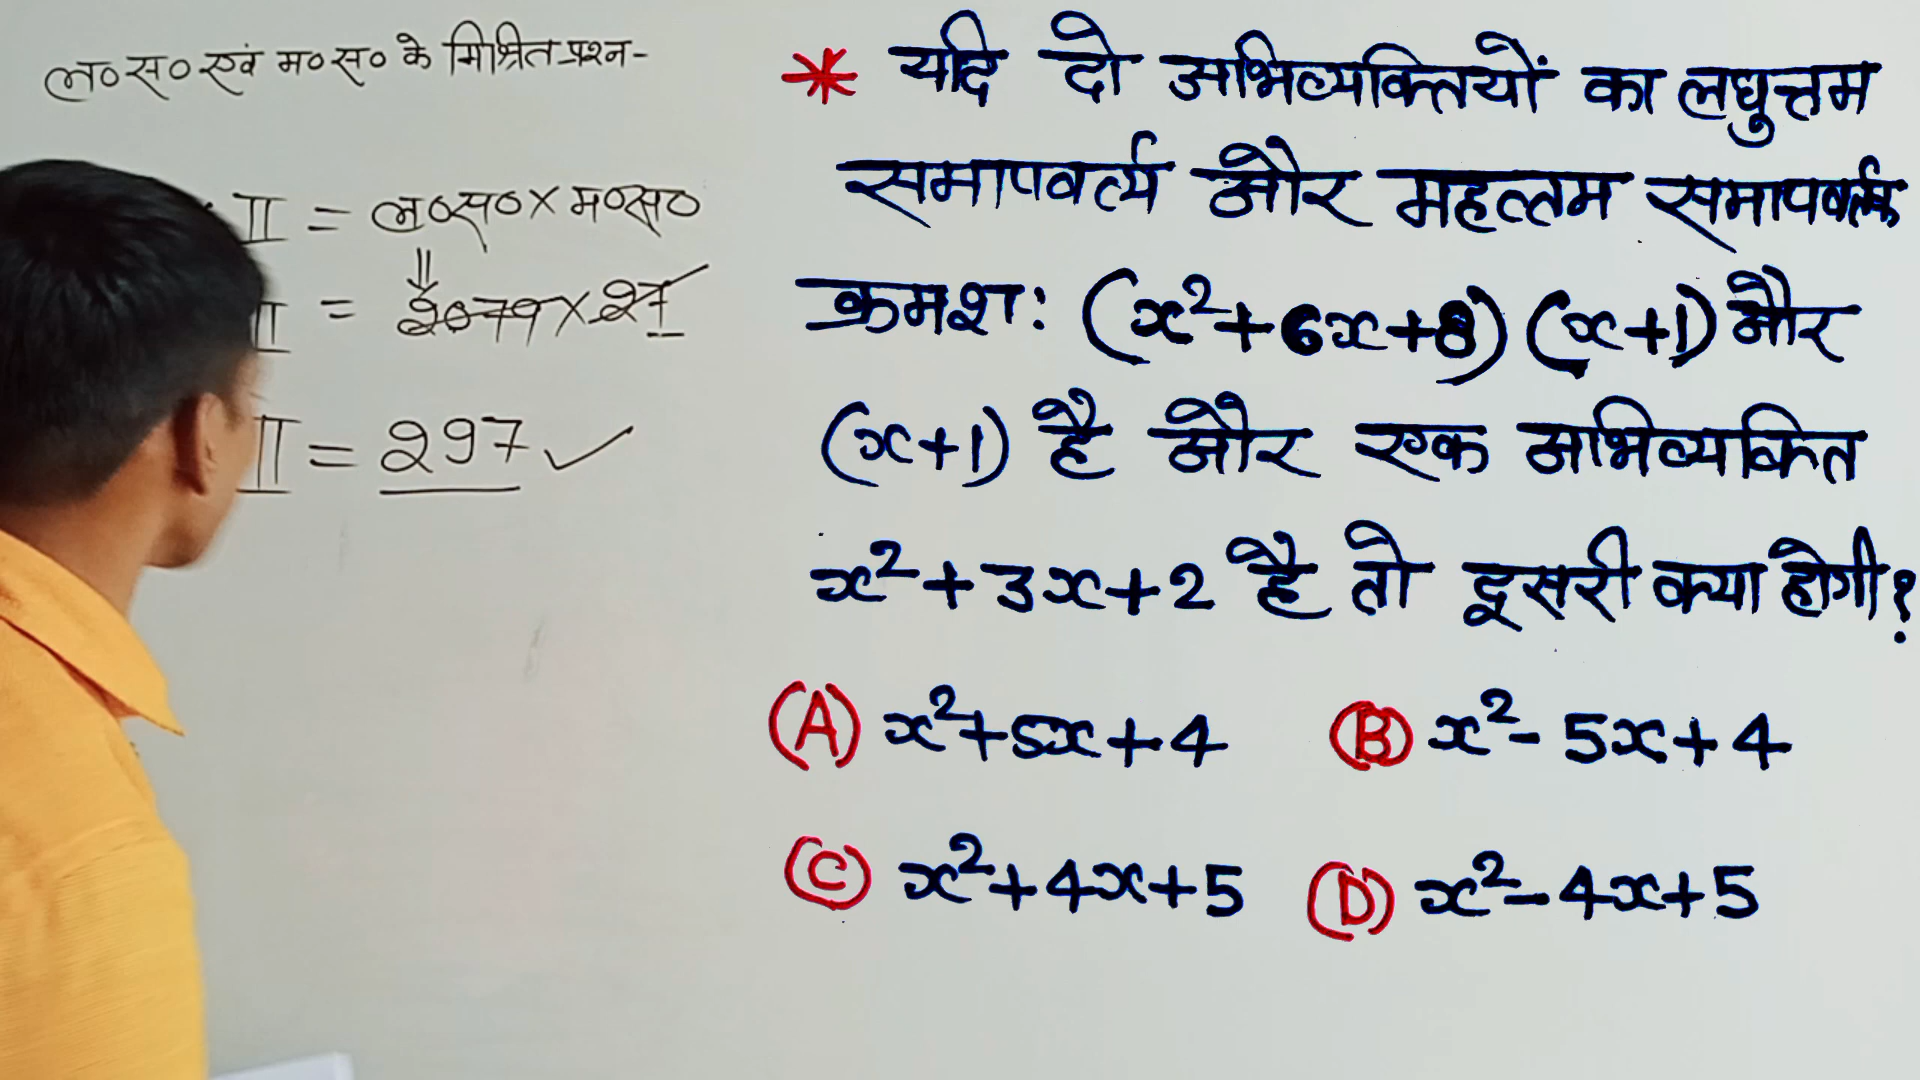 ल०स० एवं म०स० के मिश्रित प्रश्न-
II = ल०स० × म०स०
II = 2079 × 27
II = 297 ✓
* यदि दो अभिव्यक्तियों का लघुत्तम
समापवर्त्य और महत्तम समापवर्तक
क्रमश: (x²+6x+8) (x+1) और
(x+1) है और एक अभिव्यक्ति
x²+3x+2 है तो दूसरी क्या होगी?
(A) x²+5x+4 (B) x²-5x+4
(C) x²+4x+5 (D) x²-4x+5